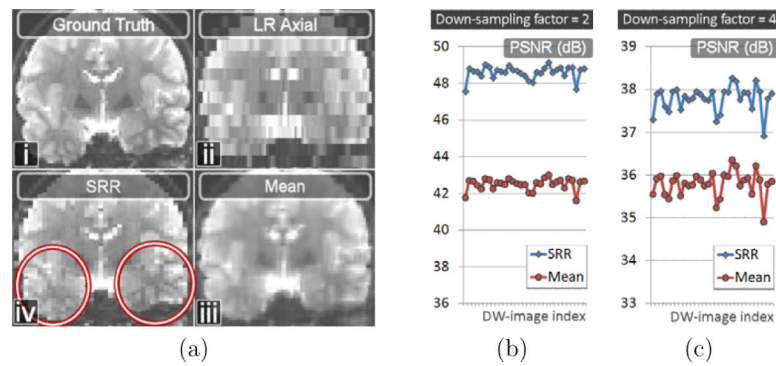 Ground Truth
LR Axial
i
ii
SRR
Mean
iv
iii
(a)
Down-sampling factor = 2
PSNR (dB)
50
48
46
44
42
40
38
36
SRR
Mean
DW-image index
(b)
Down-sampling factor = 4
PSNR (dB)
39
38
37
36
35
34
33
SRR
Mean
DW-image index
(c)